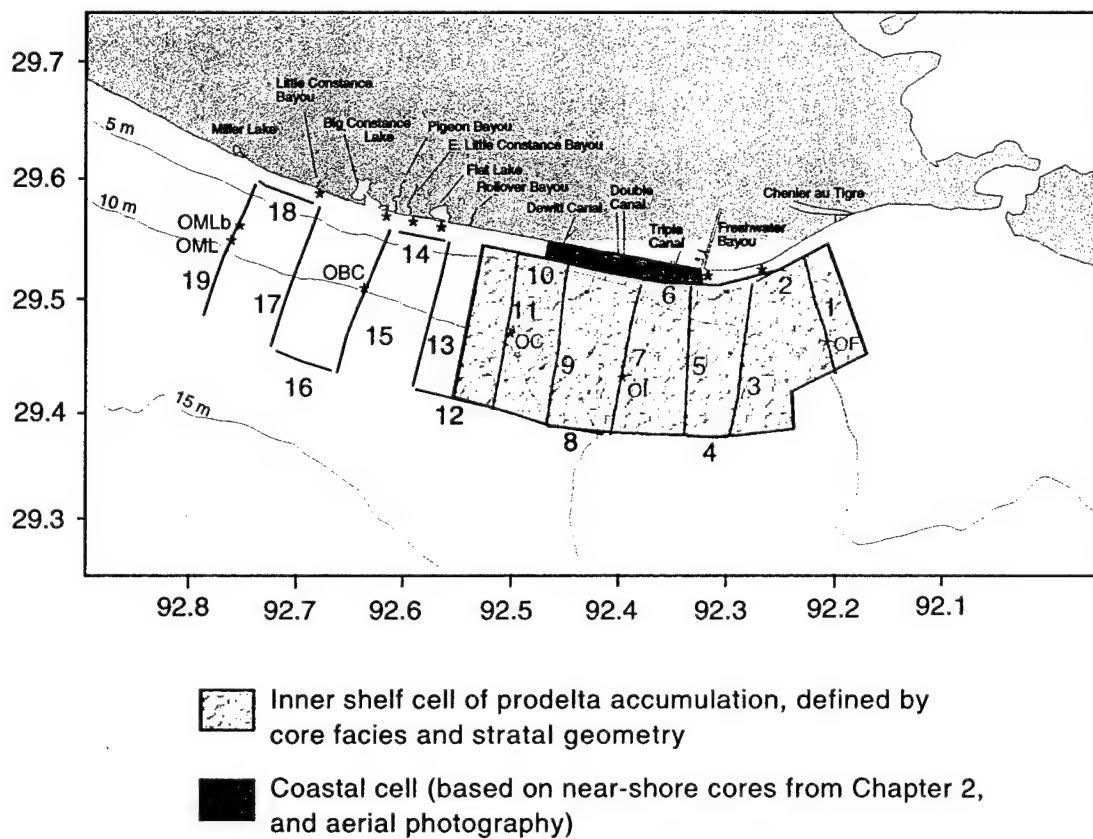 29.7
29.6
29.5
29.4
29.3
92.8
92.7
92.6
92.5
92.4
92.3
92.2
92.1
5 m
10 m
15 m
Miller Lake
Little Constance
Bayou
Big Constance
Lake
Pigeon Bayou
E. Little Constance Bayou
Flat Lake
Rollover Bayou
Dewitt Canal
Double
Canal
Triple
Canal
Freshwater
Bayou
Chenier au Tigre
OMLb
OML
OBC
OC
OI
OF
19
18
17
16
15
14
13
12
11
10
9
8
7
6
5
4
3
2
1
Inner shelf cell of prodelta accumulation, defined by
core facies and stratal geometry
Coastal cell (based on near-shore cores from Chapter 2,
and aerial photography)